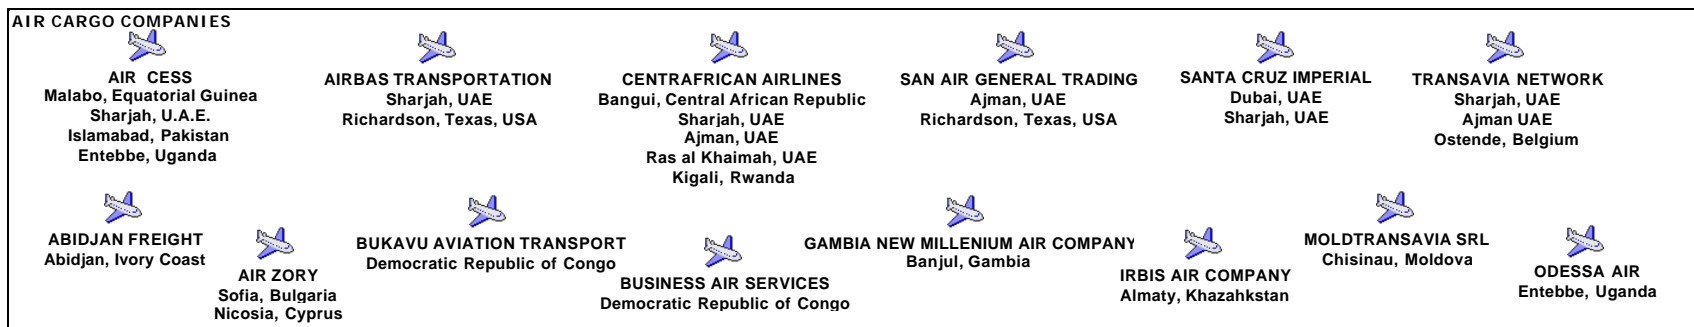 AIR CARGO COMPANIES
AIR CESS
Malabo, Equatorial Guinea
Sharjah, U.A.E.
Islamabad, Pakistan
Entebbe, Uganda
AIRBAS TRANSPORTATION
Sharjah, UAE
Richardson, Texas, USA
CENTRAFRICAN AIRLINES
Bangui, Central African Republic
Sharjah, UAE
Ajman, UAE
Ras al Khaimah, UAE
Kigali, Rwanda
SAN AIR GENERAL TRADING
Ajman, UAE
Richardson, Texas, USA
SANTA CRUZ IMPERIAL
Dubai, UAE
Sharjah, UAE
TRANSAVIA NETWORK
Sharjah, UAE
Ajman UAE
Ostende, Belgium
ABIDJAN FREIGHT
Abidjan, Ivory Coast
AIR ZORY
Sofia, Bulgaria
Nicosia, Cyprus
BUKAVU AVIATION TRANSPORT
Democratic Republic of Congo
BUSINESS AIR SERVICES
Democratic Republic of Congo
GAMBIA NEW MILLENIUM AIR COMPANY
Banjul, Gambia
IRBIS AIR COMPANY
Almaty, Khazahkstan
MOLDTRANSAVIA SRL
Chisinau, Moldova
ODESSA AIR
Entebbe, Uganda